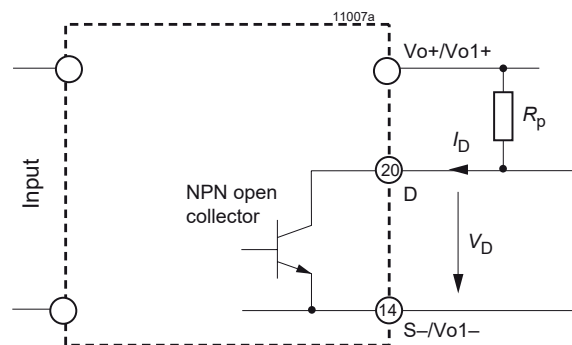 11007a
Vo+/Vo1+
Rp
ID
Input
20
D
NPN open
collector
VD
14
S–/Vo1–